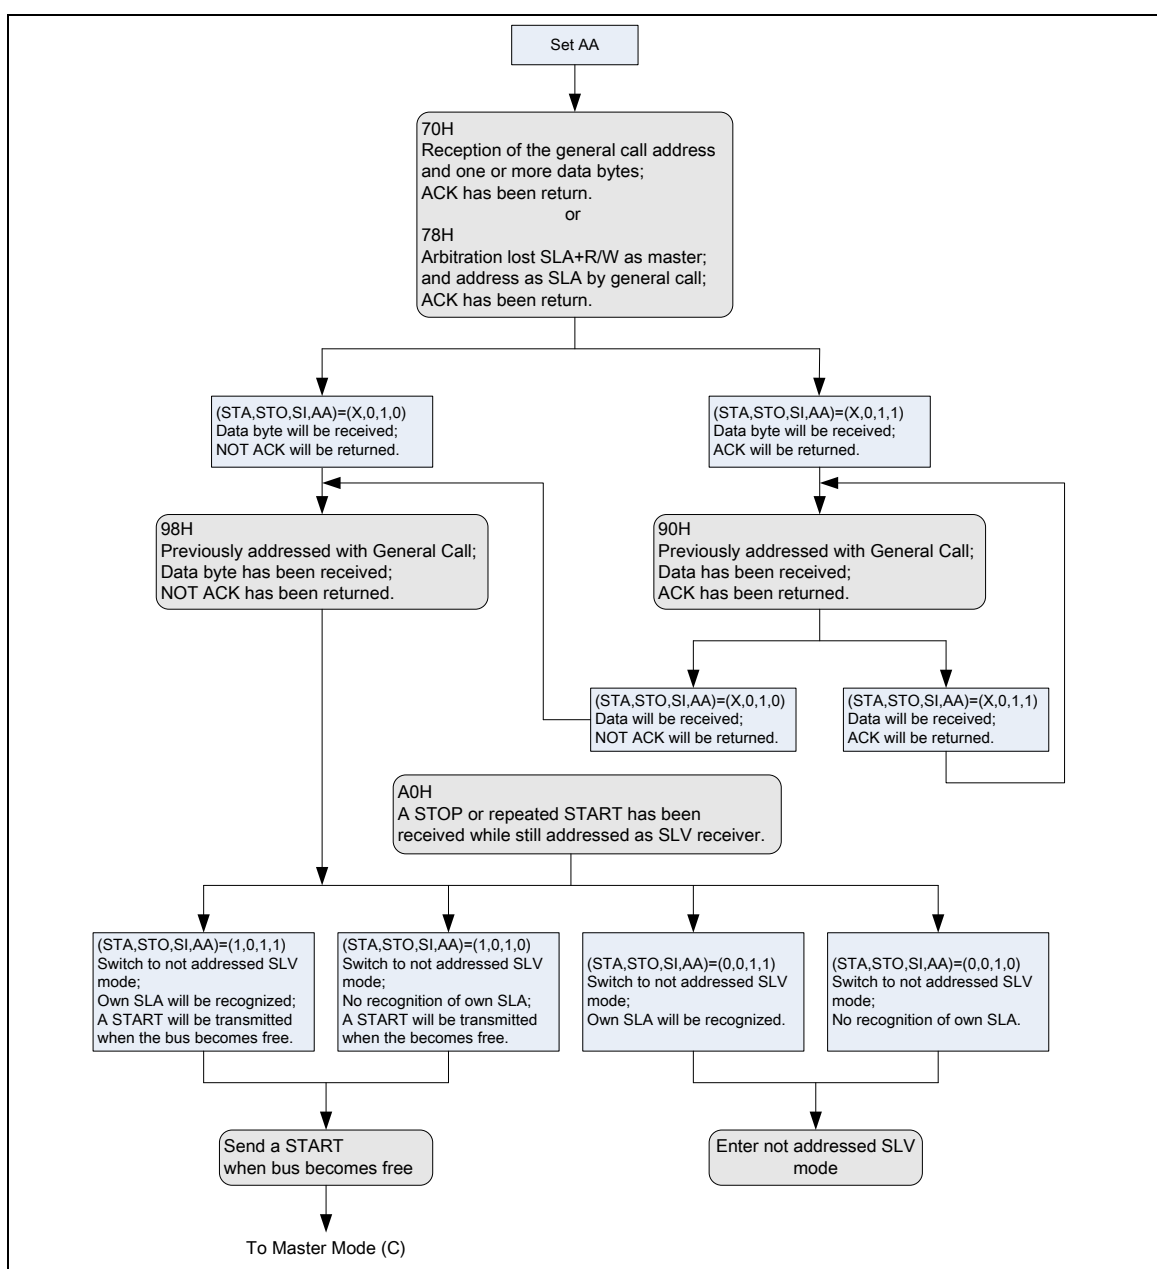 Set AA
70H
Reception of the general call address
and one or more data bytes;
ACK has been return.
or
78H
Arbitration lost SLA+R/W as master;
and address as SLA by general call;
ACK has been return.
(STA,STO,SI,AA)=(X,0,1,0)
Data byte will be received;
NOT ACK will be returned.
(STA,STO,SI,AA)=(X,0,1,1)
Data byte will be received;
ACK will be returned.
98H
Previously addressed with General Call;
Data byte has been received;
NOT ACK has been returned.
90H
Previously addressed with General Call;
Data has been received;
ACK has been returned.
(STA,STO,SI,AA)=(X,0,1,0)
Data will be received;
NOT ACK will be returned.
(STA,STO,SI,AA)=(X,0,1,1)
Data will be received;
ACK will be returned.
A0H
A STOP or repeated START has been
received while still addressed as SLV receiver.
(STA,STO,SI,AA)=(1,0,1,1)
Switch to not addressed SLV
mode;
Own SLA will be recognized;
A START will be transmitted
when the bus becomes free.
(STA,STO,SI,AA)=(1,0,1,0)
Switch to not addressed SLV
mode;
No recognition of own SLA;
A START will be transmitted
when the becomes free.
(STA,STO,SI,AA)=(0,0,1,1)
Switch to not addressed SLV
mode;
Own SLA will be recognized.
(STA,STO,SI,AA)=(0,0,1,0)
Switch to not addressed SLV
mode;
No recognition of own SLA.
Send a START
when bus becomes free
Enter not addressed SLV
mode
To Master Mode (C)